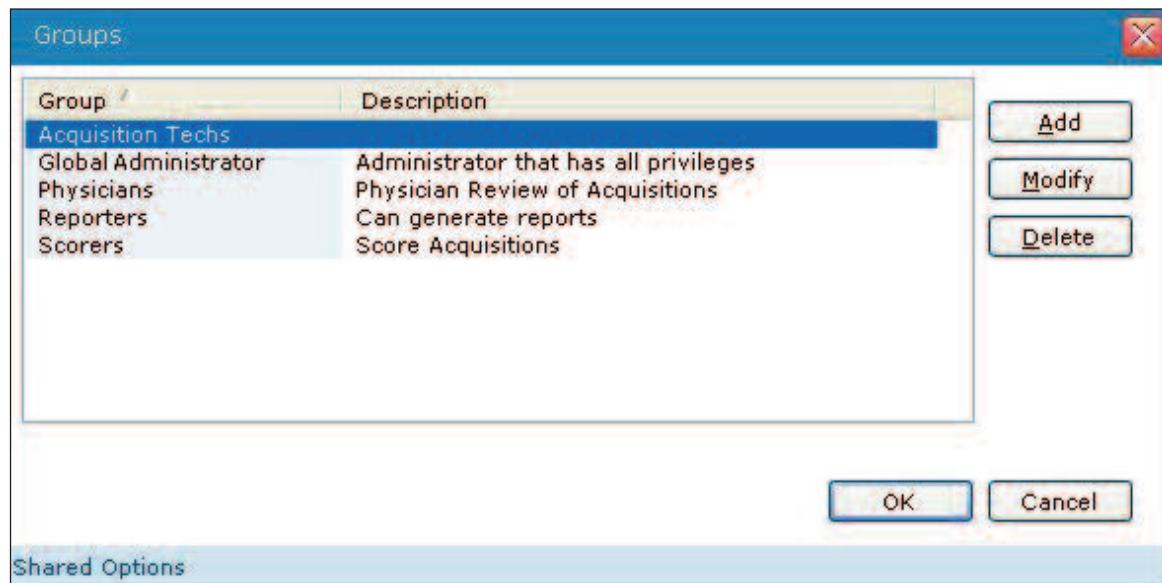 Groups
Group Description
Acquisition Techs
Global Administrator Administrator that has all privileges
Physicians Physician Review of Acquisitions
Reporters Can generate reports
Scorers Score Acquisitions
Add
Modify
Delete
OK Cancel
Shared Options